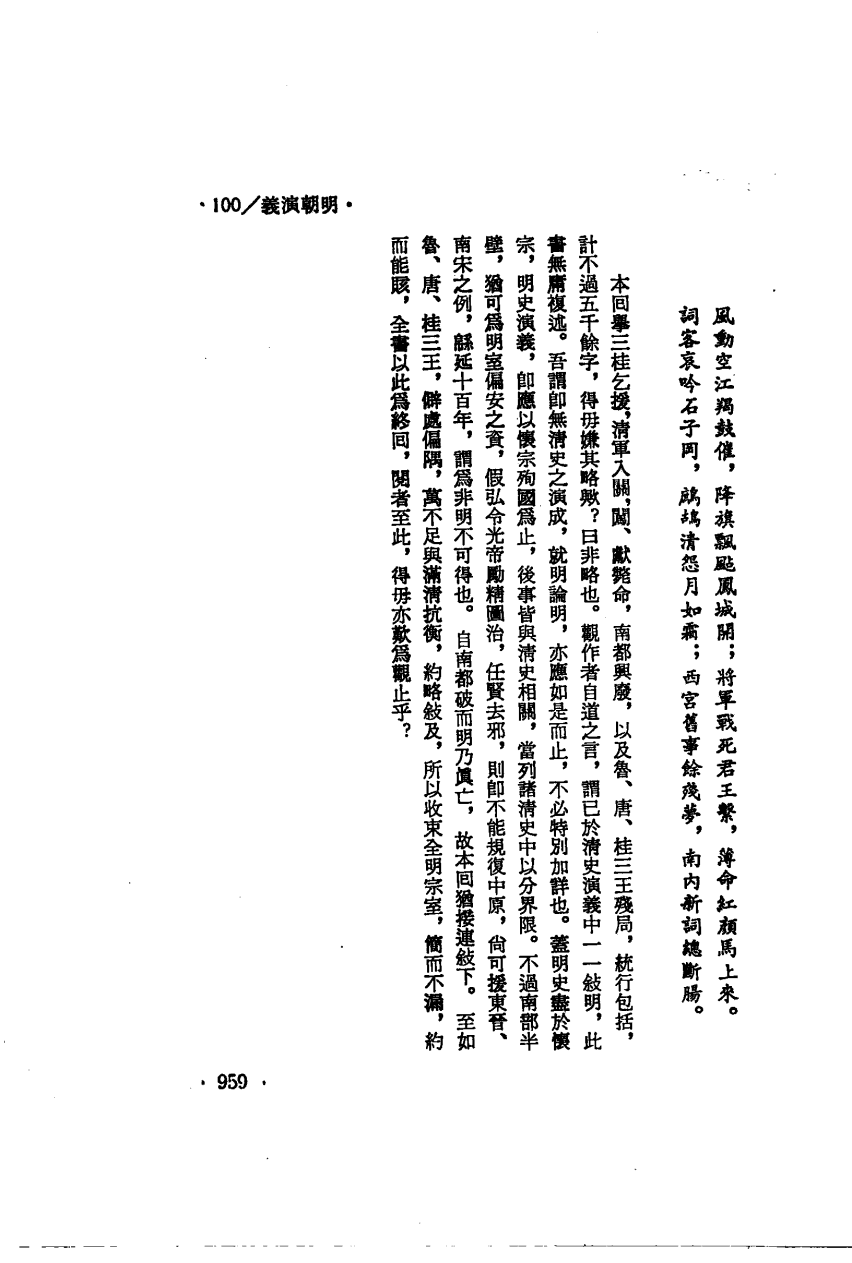 風動空江羯鼓催，降旗飄颭鳳城開；將軍戰死君王繫，薄命紅顏馬上來。
詞客哀吟石子岡，鷓鴣清怨月如霜；西宮舊事餘殘夢，南內新詞總斷腸。
本回舉三桂乞援，清軍入關，闖、獻斃命，南都興廢，以及魯、唐、桂三王殘局，統行包括，
計不過五千餘字，得毋嫌其略歟？曰非略也。觀作者自道之言，謂已於清史演義中一一敍明，此
書無庸複述。吾謂卽無清史之演成，就明論明，亦應如是而止，不必特別加詳也。蓋明史盡於懷
宗，明史演義，卽應以懷宗殉國爲止，後事皆與清史相關，當列諸清史中以分界限。不過南部半
壁，猶可爲明室偏安之資，假弘令光帝勵精圖治，任賢去邪，則卽不能規復中原，尙可援東晉、
南宋之例，緜延十百年，謂爲非明不可得也。自南都破而明乃眞亡，故本回猶接連敍下。至如
魯、唐、桂三王，僻處偏隅，萬不足與滿清抗衡，約略敍及，所以收束全明宗室，簡而不漏，約
而能賅，全書以此爲終回，閱者至此，得毋亦歎爲觀止乎？
・100／義演朝明・
・959・